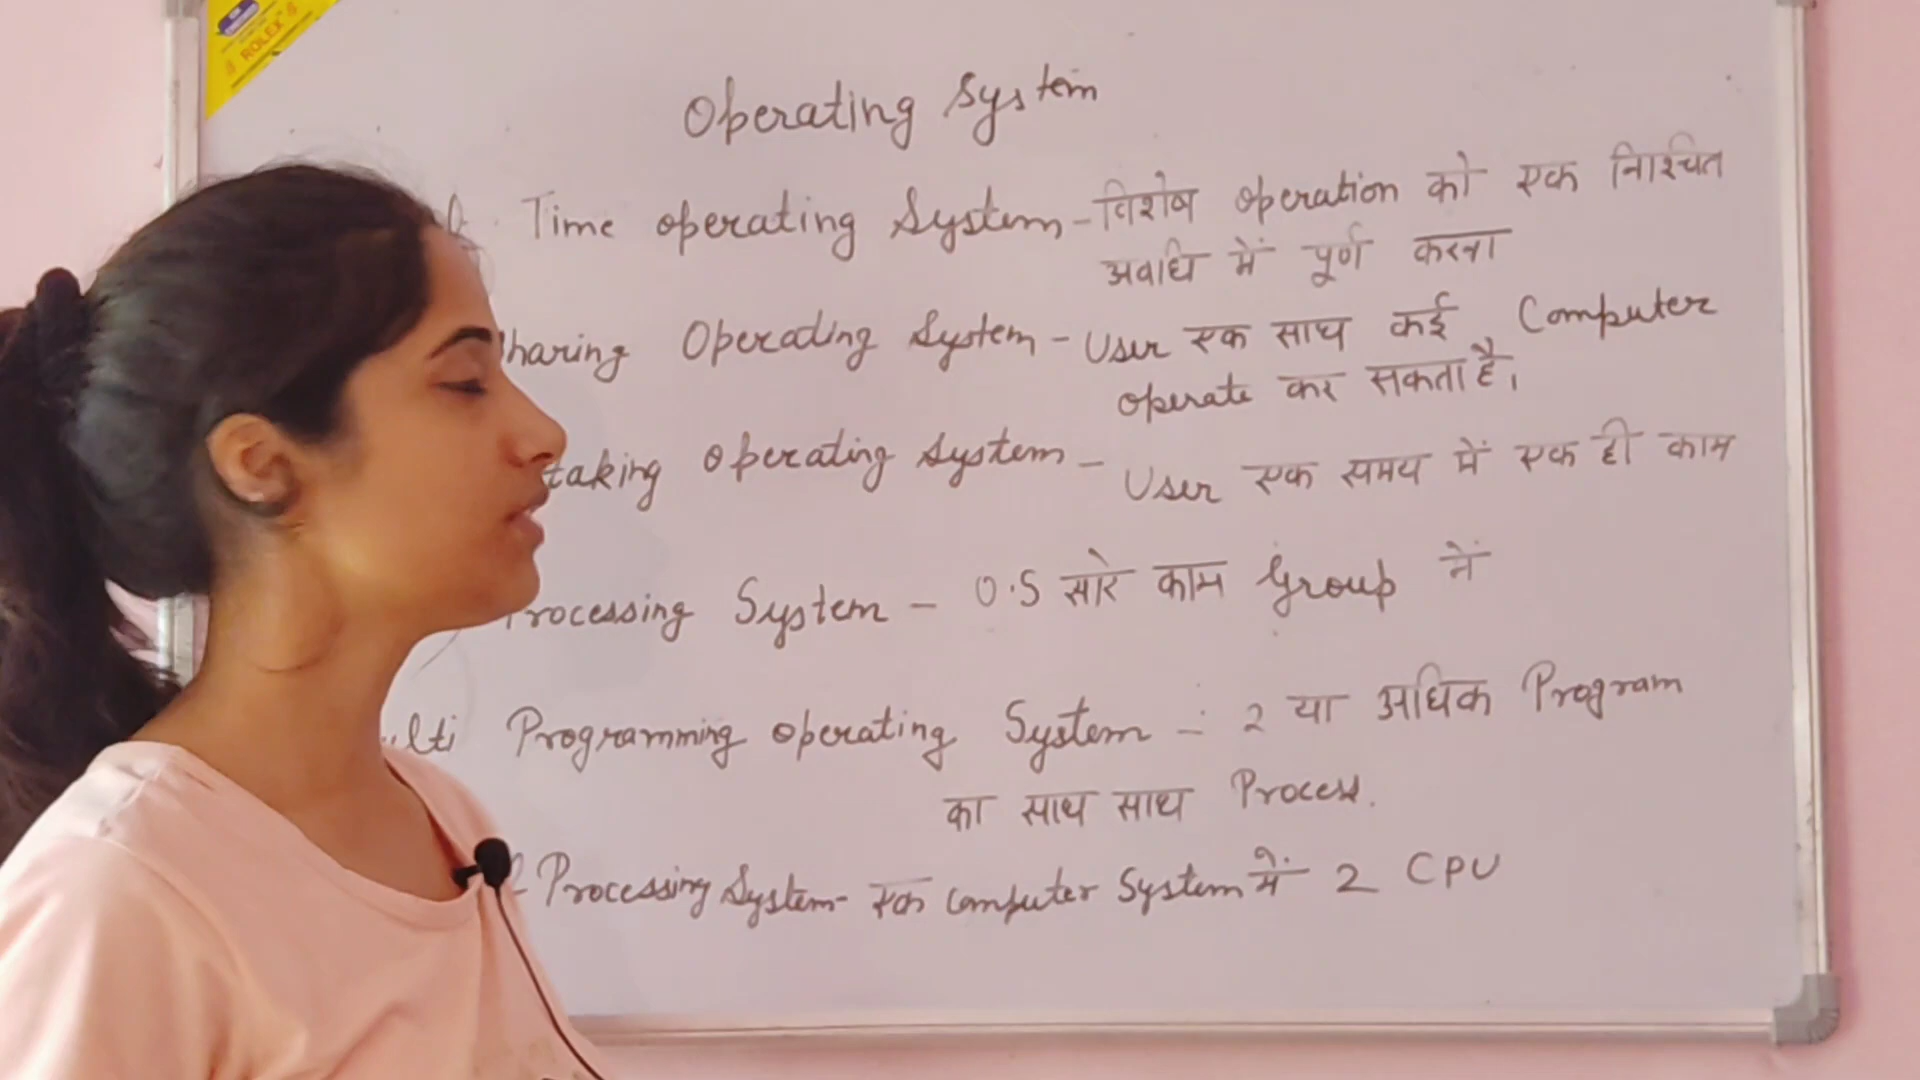 ROLEX
Operating System
Time operating System - विशेष operation को एक निश्चित
अवधि में पूर्ण करना
haring Operating System - User एक साथ कई Computer
operate कर सकता है।
taking operating system - User एक समय में एक ही काम
rocessing System - O.S सारे काम Group में
ulti Programming operating System - 2 या अधिक Program
का साथ साथ Process.
Processing System - एक Computer System में 2 CPU